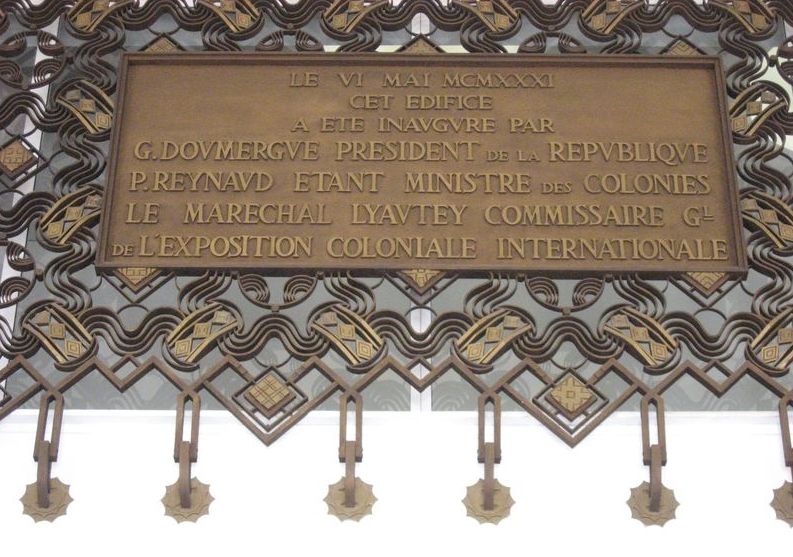 LE VI MAI MCMXXXI
CET EDIFICE
A ETE INAVGVRE PAR
G. DOVMERGVE PRESIDENT DE LA REPVBLIQVE
P. REYNAVD ETANT MINISTRE DES COLONIES
LE MARECHAL LYAVTEY COMMISSAIRE GL
DE L'EXPOSITION COLONIALE INTERNATIONALE